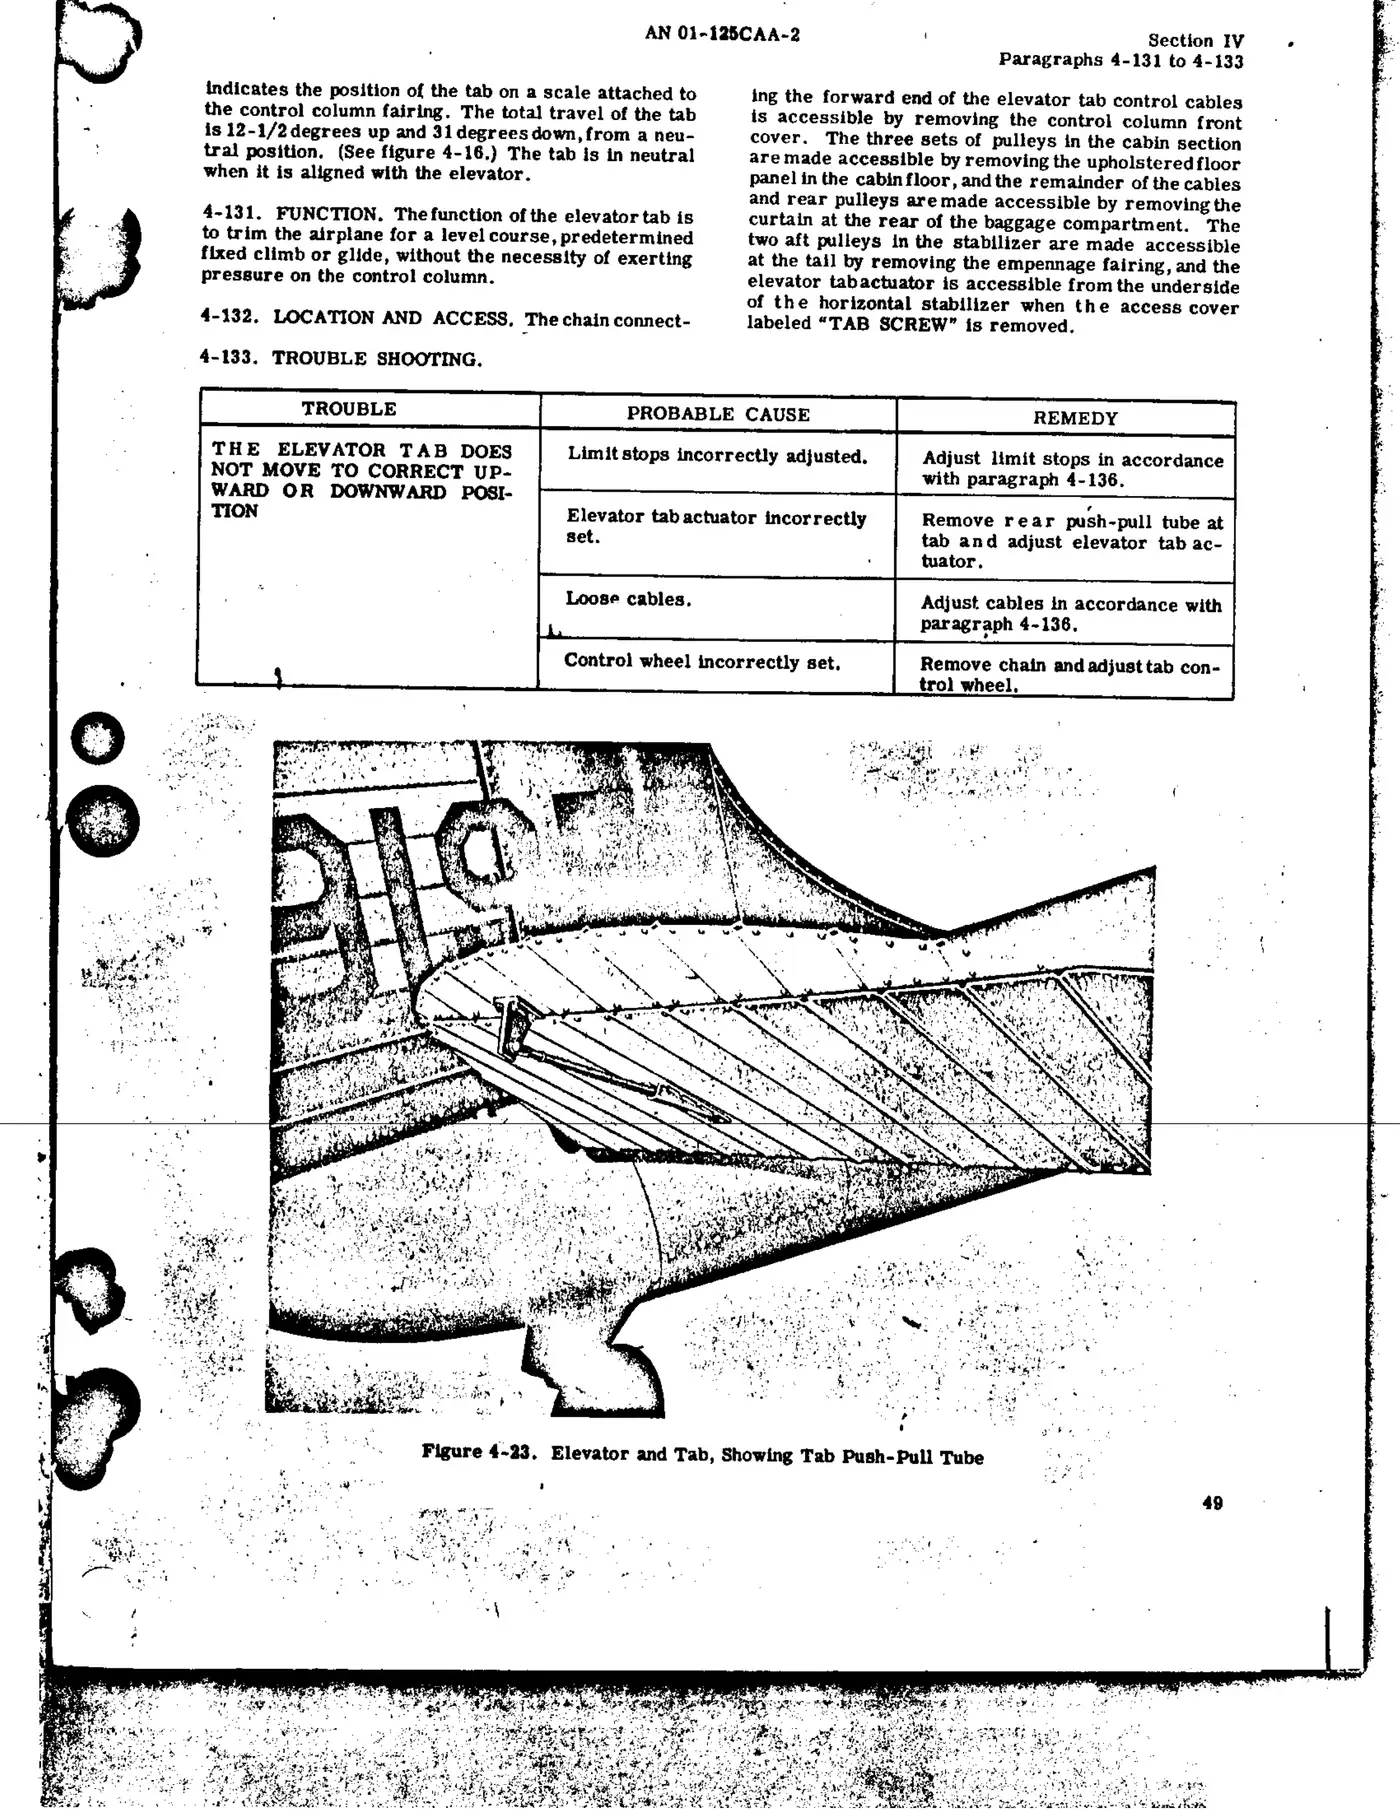 AN 01-125CAA-2
Section IV
Paragraphs 4-131 to 4-133
indicates the position of the tab on a scale attached to
the control column fairing. The total travel of the tab
is 12-1/2 degrees up and 31 degrees down, from a neu-
tral position. (See figure 4-16.) The tab is in neutral
when it is aligned with the elevator.
4-131. FUNCTION. The function of the elevator tab is
to trim the airplane for a level course, predetermined
fixed climb or glide, without the necessity of exerting
pressure on the control column.
4-132. LOCATION AND ACCESS. The chain connect-
ing the forward end of the elevator tab control cables
is accessible by removing the control column front
cover. The three sets of pulleys in the cabin section
are made accessible by removing the upholstered floor
panel in the cabin floor, and the remainder of the cables
and rear pulleys are made accessible by removing the
curtain at the rear of the baggage compartment. The
two aft pulleys in the stabilizer are made accessible
at the tail by removing the empennage fairing, and the
elevator tab actuator is accessible from the underside
of the horizontal stabilizer when the access cover
labeled "TAB SCREW" is removed.
4-133. TROUBLE SHOOTING.
TROUBLE
PROBABLE CAUSE
REMEDY
THE ELEVATOR TAB DOES
NOT MOVE TO CORRECT UP-
WARD OR DOWNWARD POSI-
TION
Limit stops incorrectly adjusted.
Adjust limit stops in accordance
with paragraph 4-136.
Elevator tab actuator incorrectly
set.
Remove rear push-pull tube at
tab and adjust elevator tab ac-
tuator.
Loose cables.
Adjust cables in accordance with
paragraph 4-136.
Control wheel incorrectly set.
Remove chain and adjust tab con-
trol wheel.
Figure 4-23. Elevator and Tab, Showing Tab Push-Pull Tube
49